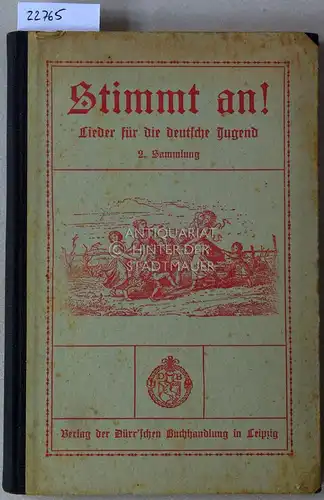 22765
Stimmt an!
Lieder für die deutsche Jugend
2. Sammlung
ANTIQUARIAT
HINTER DER
STADTMAUER
Verlag der Dürr'schen Buchhandlung in Leipzig